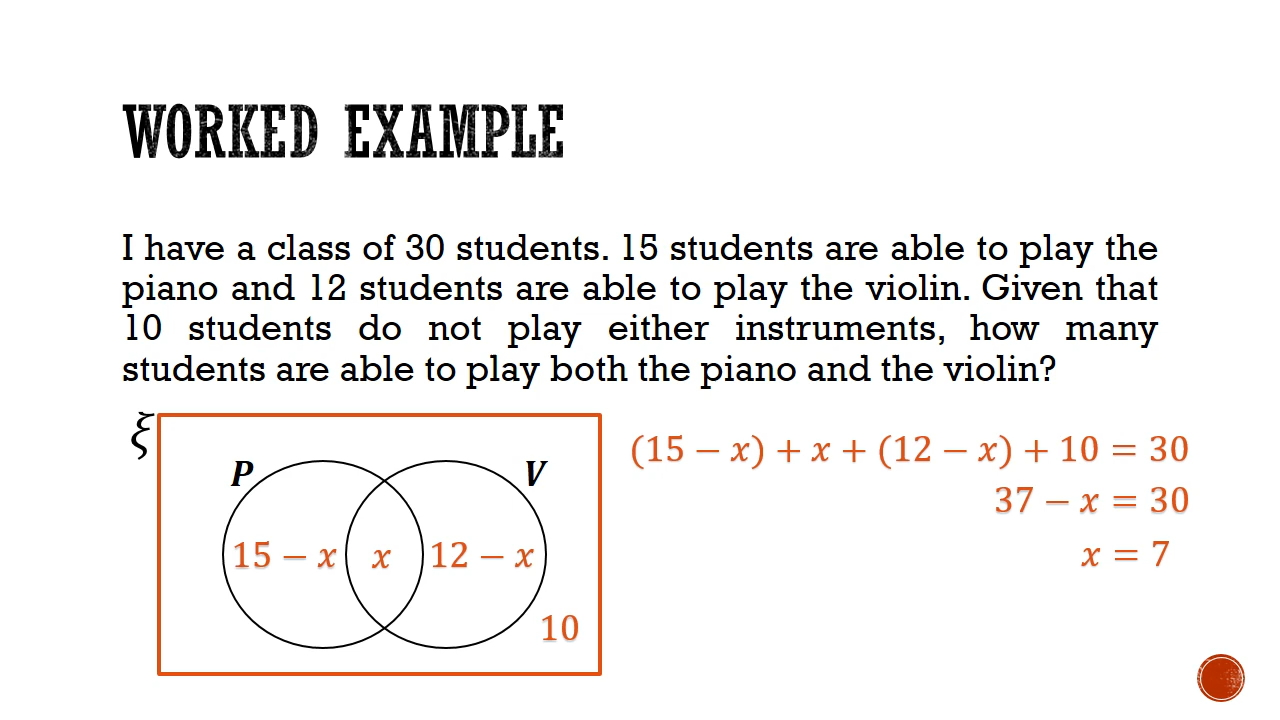 WORKED EXAMPLE
I have a class of 30 students. 15 students are able to play the
piano and 12 students are able to play the violin. Given that
10 students do not play either instruments, how many
students are able to play both the piano and the violin?
ξ
P
V
15 − x
x
12 − x
10
(15 − x) + x + (12 − x) + 10 = 30
37 − x = 30
x = 7